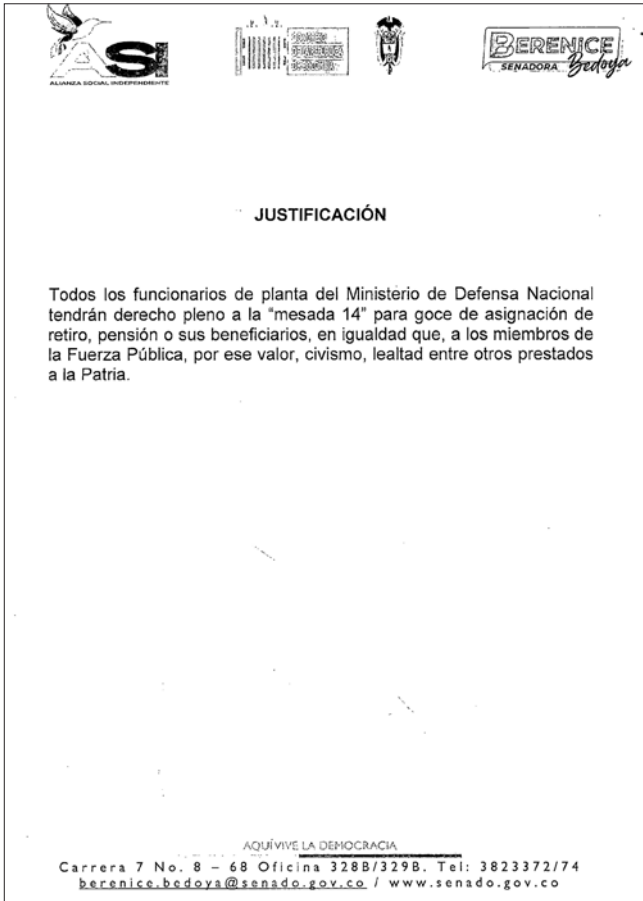 ASI
ALIANZA SOCIAL INDEPENDIENTE
BERENICE
SENADORA Bedoya
JUSTIFICACIÓN
Todos los funcionarios de planta del Ministerio de Defensa Nacional
tendrán derecho pleno a la “mesada 14” para goce de asignación de
retiro, pensión o sus beneficiarios, en igualdad que, a los miembros de
la Fuerza Pública, por ese valor, civismo, lealtad entre otros prestados
a la Patria.
AQUÍ VIVE LA DEMOCRACIA
Carrera 7 No. 8 – 68 Oficina 328B/329B. Tel: 3823372/74
berenice.bedoya@senado.gov.co / www.senado.gov.co